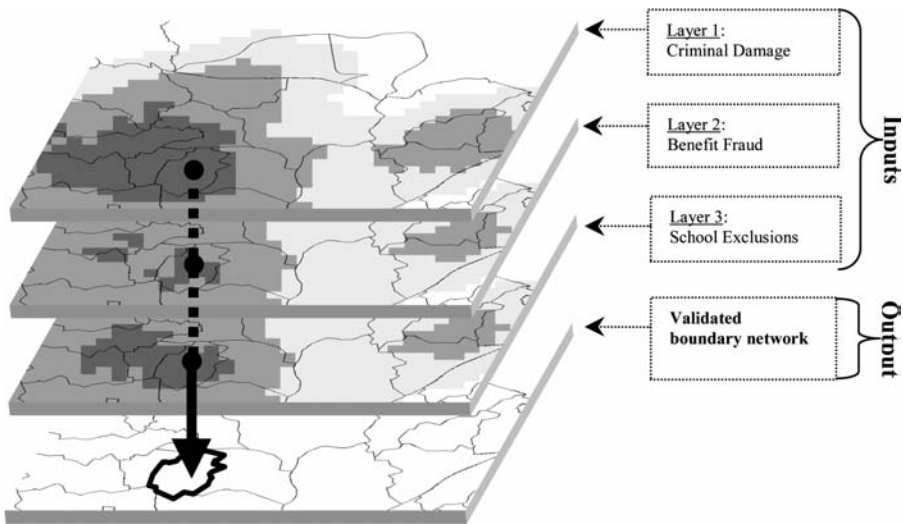 Layer 1:
Criminal Damage
Layer 2:
Benefit Fraud
Layer 3:
School Exclusions
Inputs
Validated
boundary network
Output